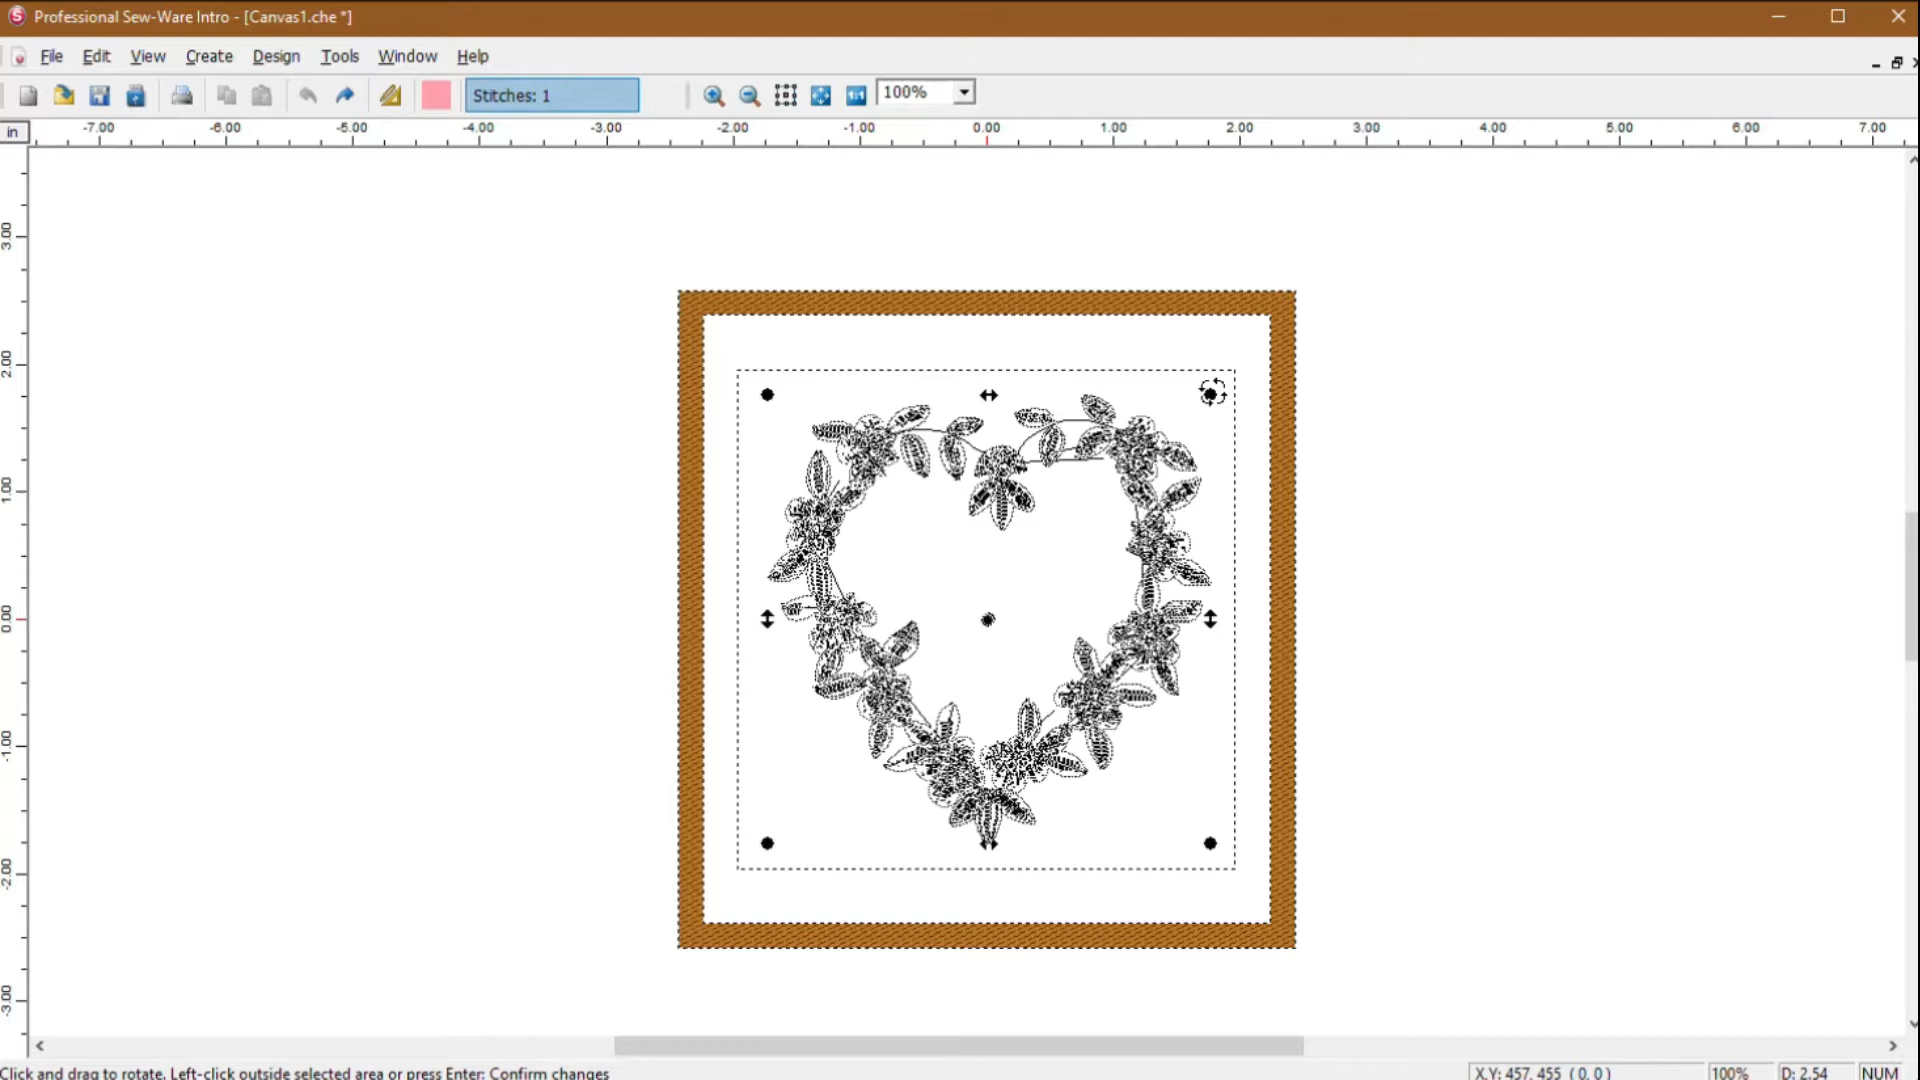 Professional Sew-Ware Intro - [Canvas1.che *]
File Edit View Create Design Tools Window Help
Stitches: 1
1:1
100%
in
-7.00 -6.00 -5.00 -4.00 -3.00 -2.00 -1.00 0.00 1.00 2.00 3.00 4.00 5.00 6.00 7.00
3.00
2.00
1.00
0.00
-1.00
-2.00
-3.00
Click and drag to rotate. Left-click outside selected area or press Enter: Confirm changes
X,Y: 457, 455 ( 0, 0 ) 100% D: 2.54 NUM